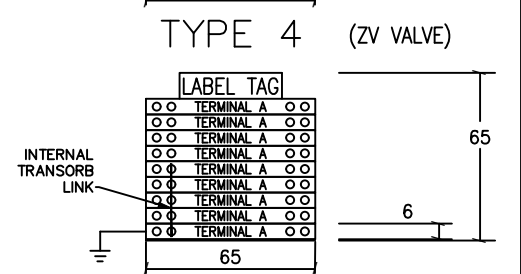 TYPE 4 (ZV VALVE)
LABEL TAG
TERMINAL A
TERMINAL A
TERMINAL A
TERMINAL A
TERMINAL A
TERMINAL A
TERMINAL A
TERMINAL A
TERMINAL A
INTERNAL
TRANSORB
LINK
65
6
65